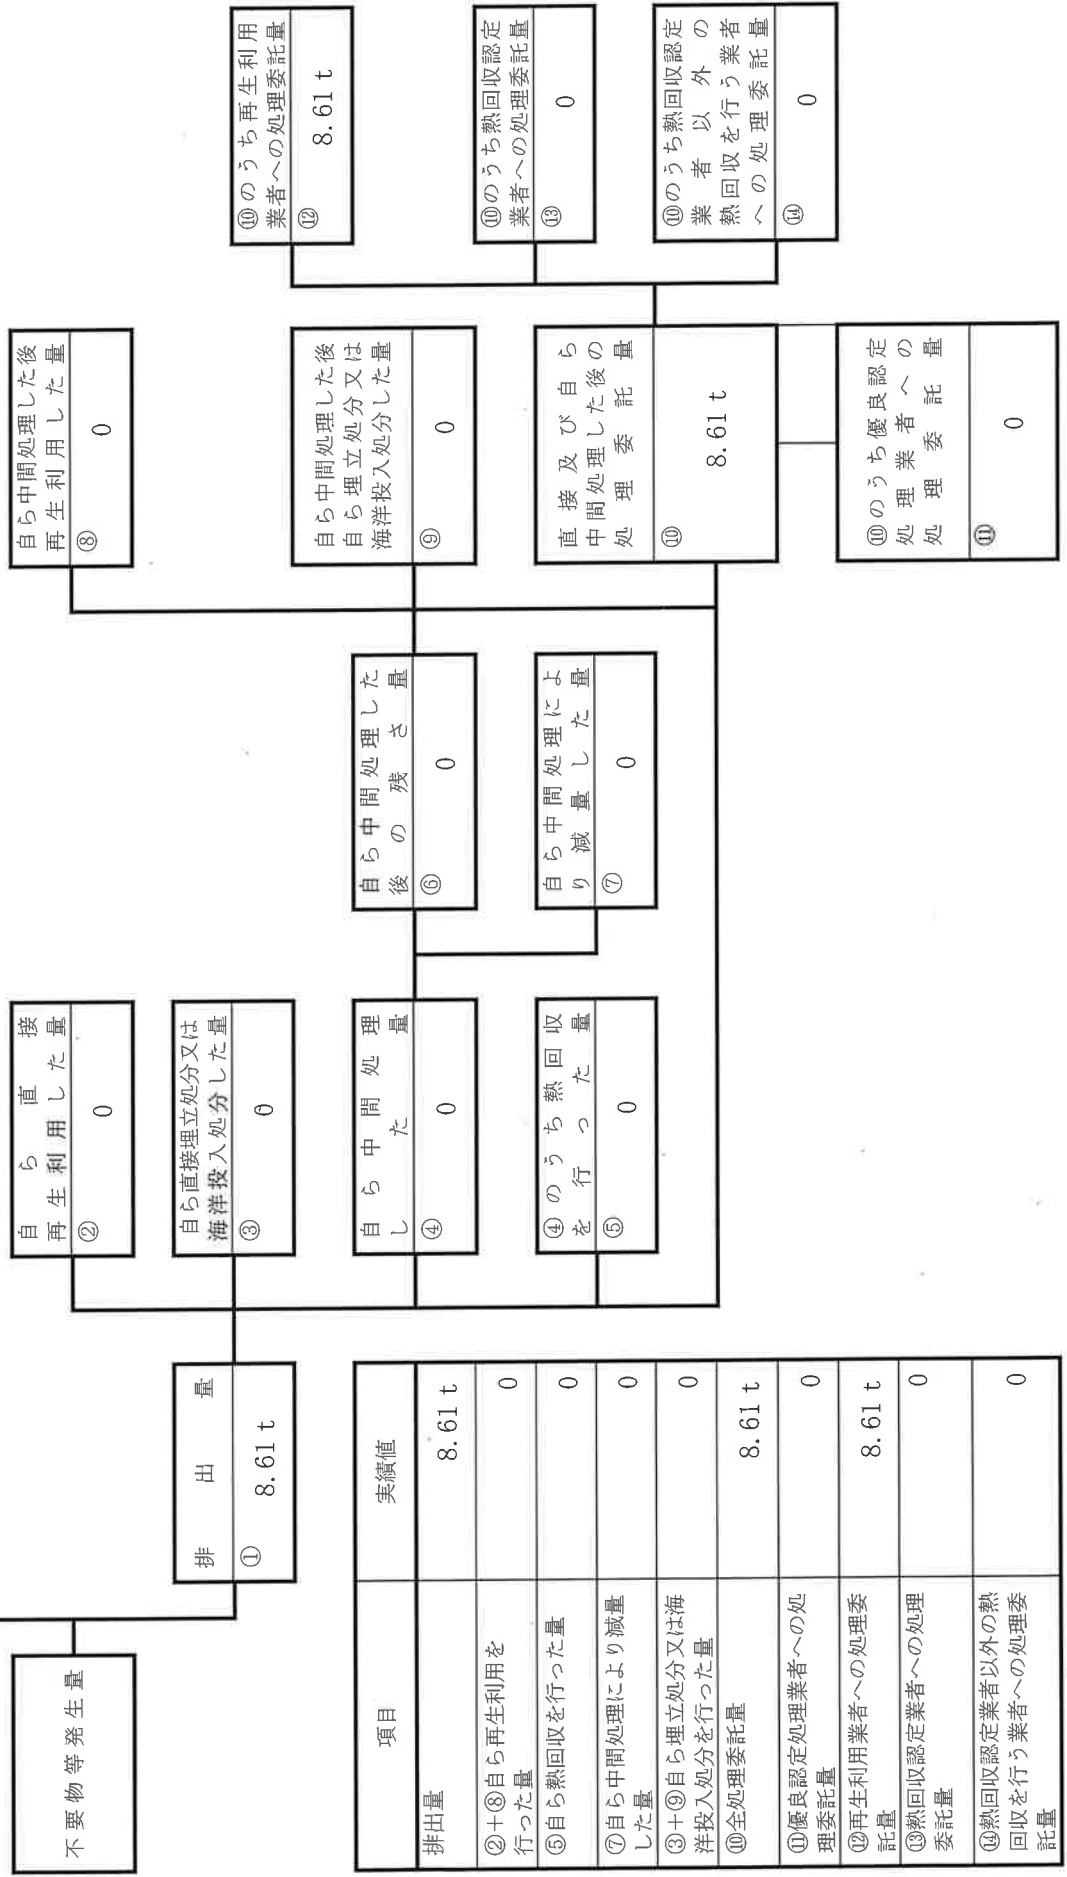 不要物等発生量
排出量
①
8.61t
自ら直接
再生利用した量
②
0
自ら直接埋立処分又は
海洋投入処分した量
③
0
自ら中間処理
した量
④
0
④のうち熱回収
を行った量
⑤
0
自ら中間処理した
後の残さ量
⑥
0
自ら中間処理によ
り減量した量
⑦
0
自ら中間処理した後
再生利用した量
⑧
0
自ら中間処理した後
自ら埋立処分又は
海洋投入処分した量
⑨
0
直接及び自ら
中間処理した後の
処理委託量
⑩
8.61t
⑩のうち優良認定
処理業者への
処理委託量
⑪
0
⑩のうち再生利用
業者への処理委託量
⑫
8.61t
⑩のうち熱回収認定
業者への処理委託量
⑬
0
⑩のうち熱回収認定
業者以外の
熱回収を行う業者
への処理委託量
⑭
0
項目 実績値
排出量 8.61t
②+⑧自ら再生利用を
行った量 0
⑤自ら熱回収を行った量 0
⑦自ら中間処理により減量
した量 0
③+⑨自ら埋立処分又は海
洋投入処分を行った量 0
⑩全処理委託量 8.61t
⑪優良認定処理業者への処
理委託量 0
⑫再生利用業者への処理委
託量 8.61t
⑬熱回収認定業者への処理
委託量 0
⑭熱回収認定業者以外の熱
回収を行う業者への処理委
託量 0